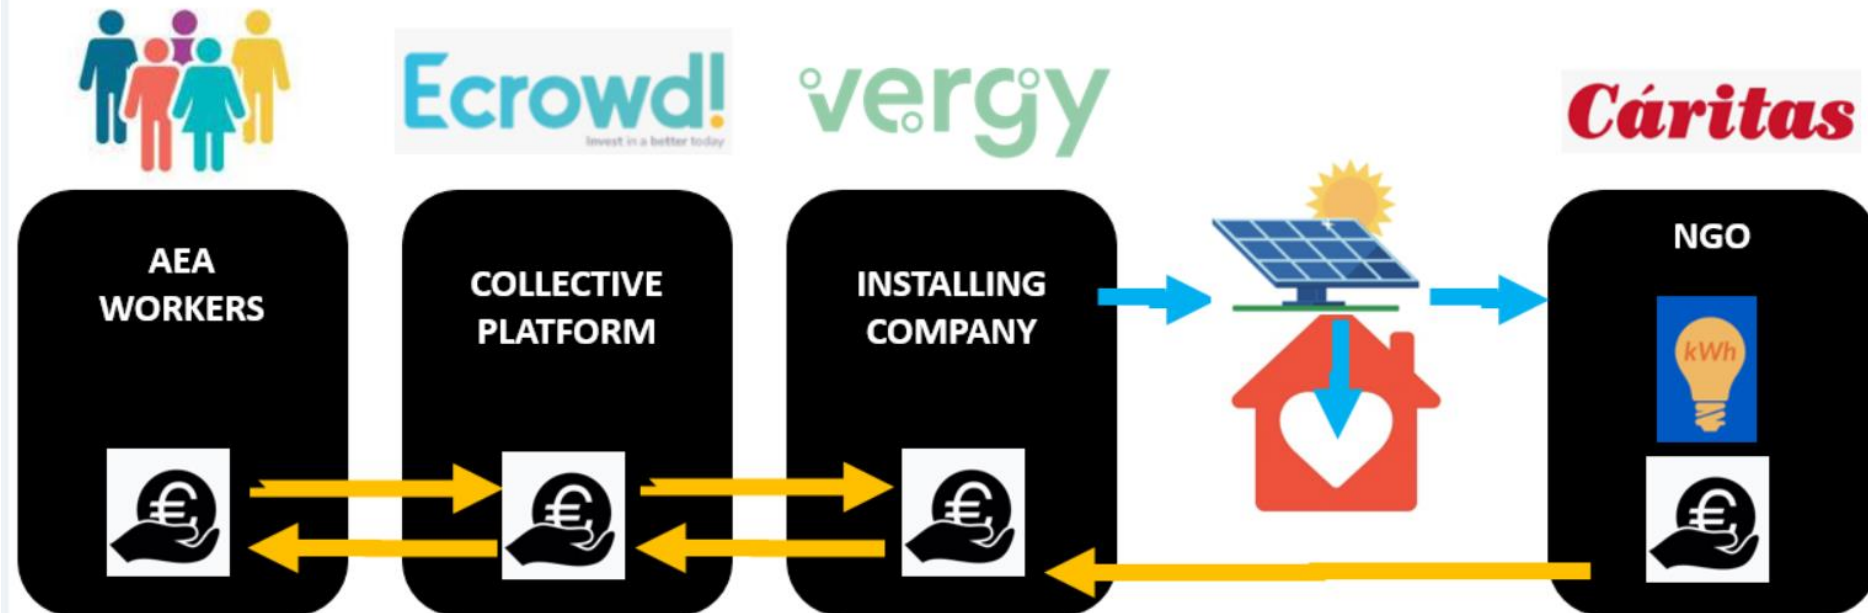 Ecrowd!
Invest in a better today
vergy
Cáritas
AEA
WORKERS
COLLECTIVE
PLATFORM
INSTALLING
COMPANY
NGO
kWh
€
€
€
€